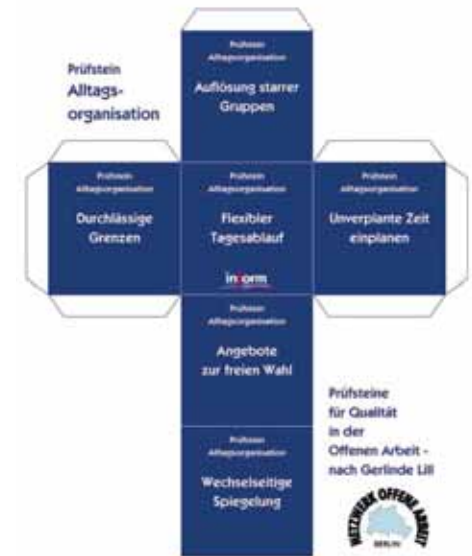 Prüfstein
Alltags-
organisation
Prüfstein
Alltagsorganisation
Auflösung starrer
Gruppen
Prüfstein
Alltagsorganisation
Durchlässige
Grenzen
Prüfstein
Alltagsorganisation
Flexibler
Tagesablauf
inform
Prüfstein
Alltagsorganisation
Unverplante Zeit
einplanen
Prüfstein
Alltagsorganisation
Angebote
zur freien Wahl
Prüfstein
Alltagsorganisation
Wechselseitige
Spiegelung
Prüfsteine
für Qualität
in der
Offenen Arbeit -
nach Gerlinde Lill
NETZWERK OFFENE ARBEIT
BERLIN